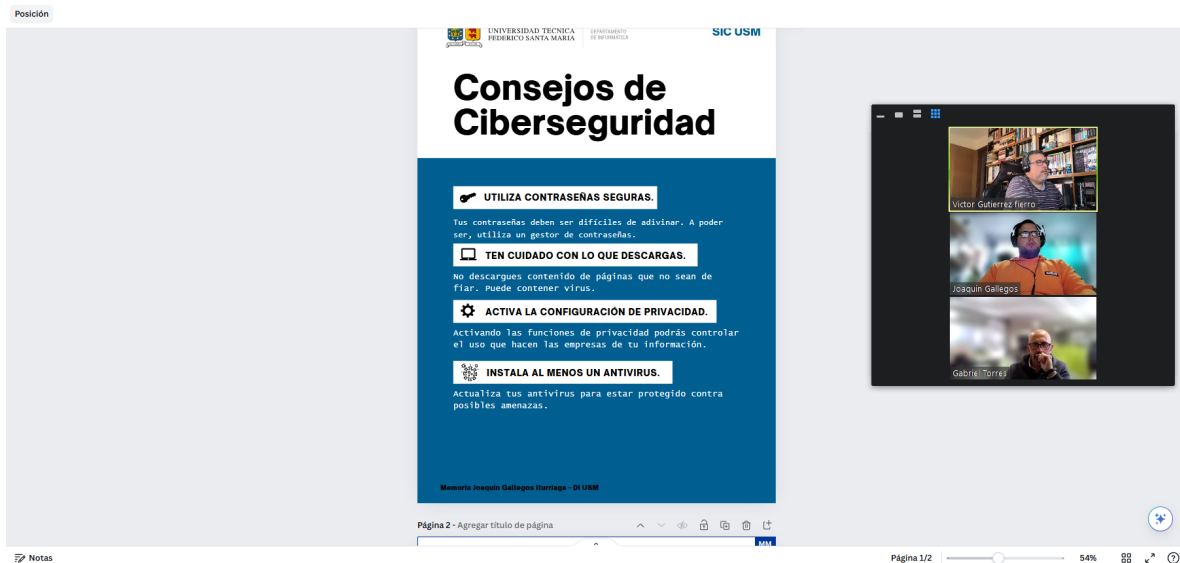 Posición
UNIVERSIDAD TECNICA
FEDERICO SANTA MARIA
DEPARTAMENTO
DE INFORMÁTICA
SIC USM
Consejos de
Ciberseguridad
UTILIZA CONTRASEÑAS SEGURAS.
Tus contraseñas deben ser difíciles de adivinar. A poder
ser, utiliza un gestor de contraseñas.
TEN CUIDADO CON LO QUE DESCARGAS.
No descargues contenido de páginas que no sean de
fiar. Puede contener virus.
ACTIVA LA CONFIGURACIÓN DE PRIVACIDAD.
Activando las funciones de privacidad podrás controlar
el uso que hacen las empresas de tu información.
INSTALA AL MENOS UN ANTIVIRUS.
Actualiza tus antivirus para estar protegido contra
posibles amenazas.
Memoria Joaquin Gallegos Iturriaga - DI USM
Victor Gutierrez fierro
Joaquin Gallegos
Gabriel Torres
Página 2 - Agregar título de página
MM
Notas
Página 1/2
54%